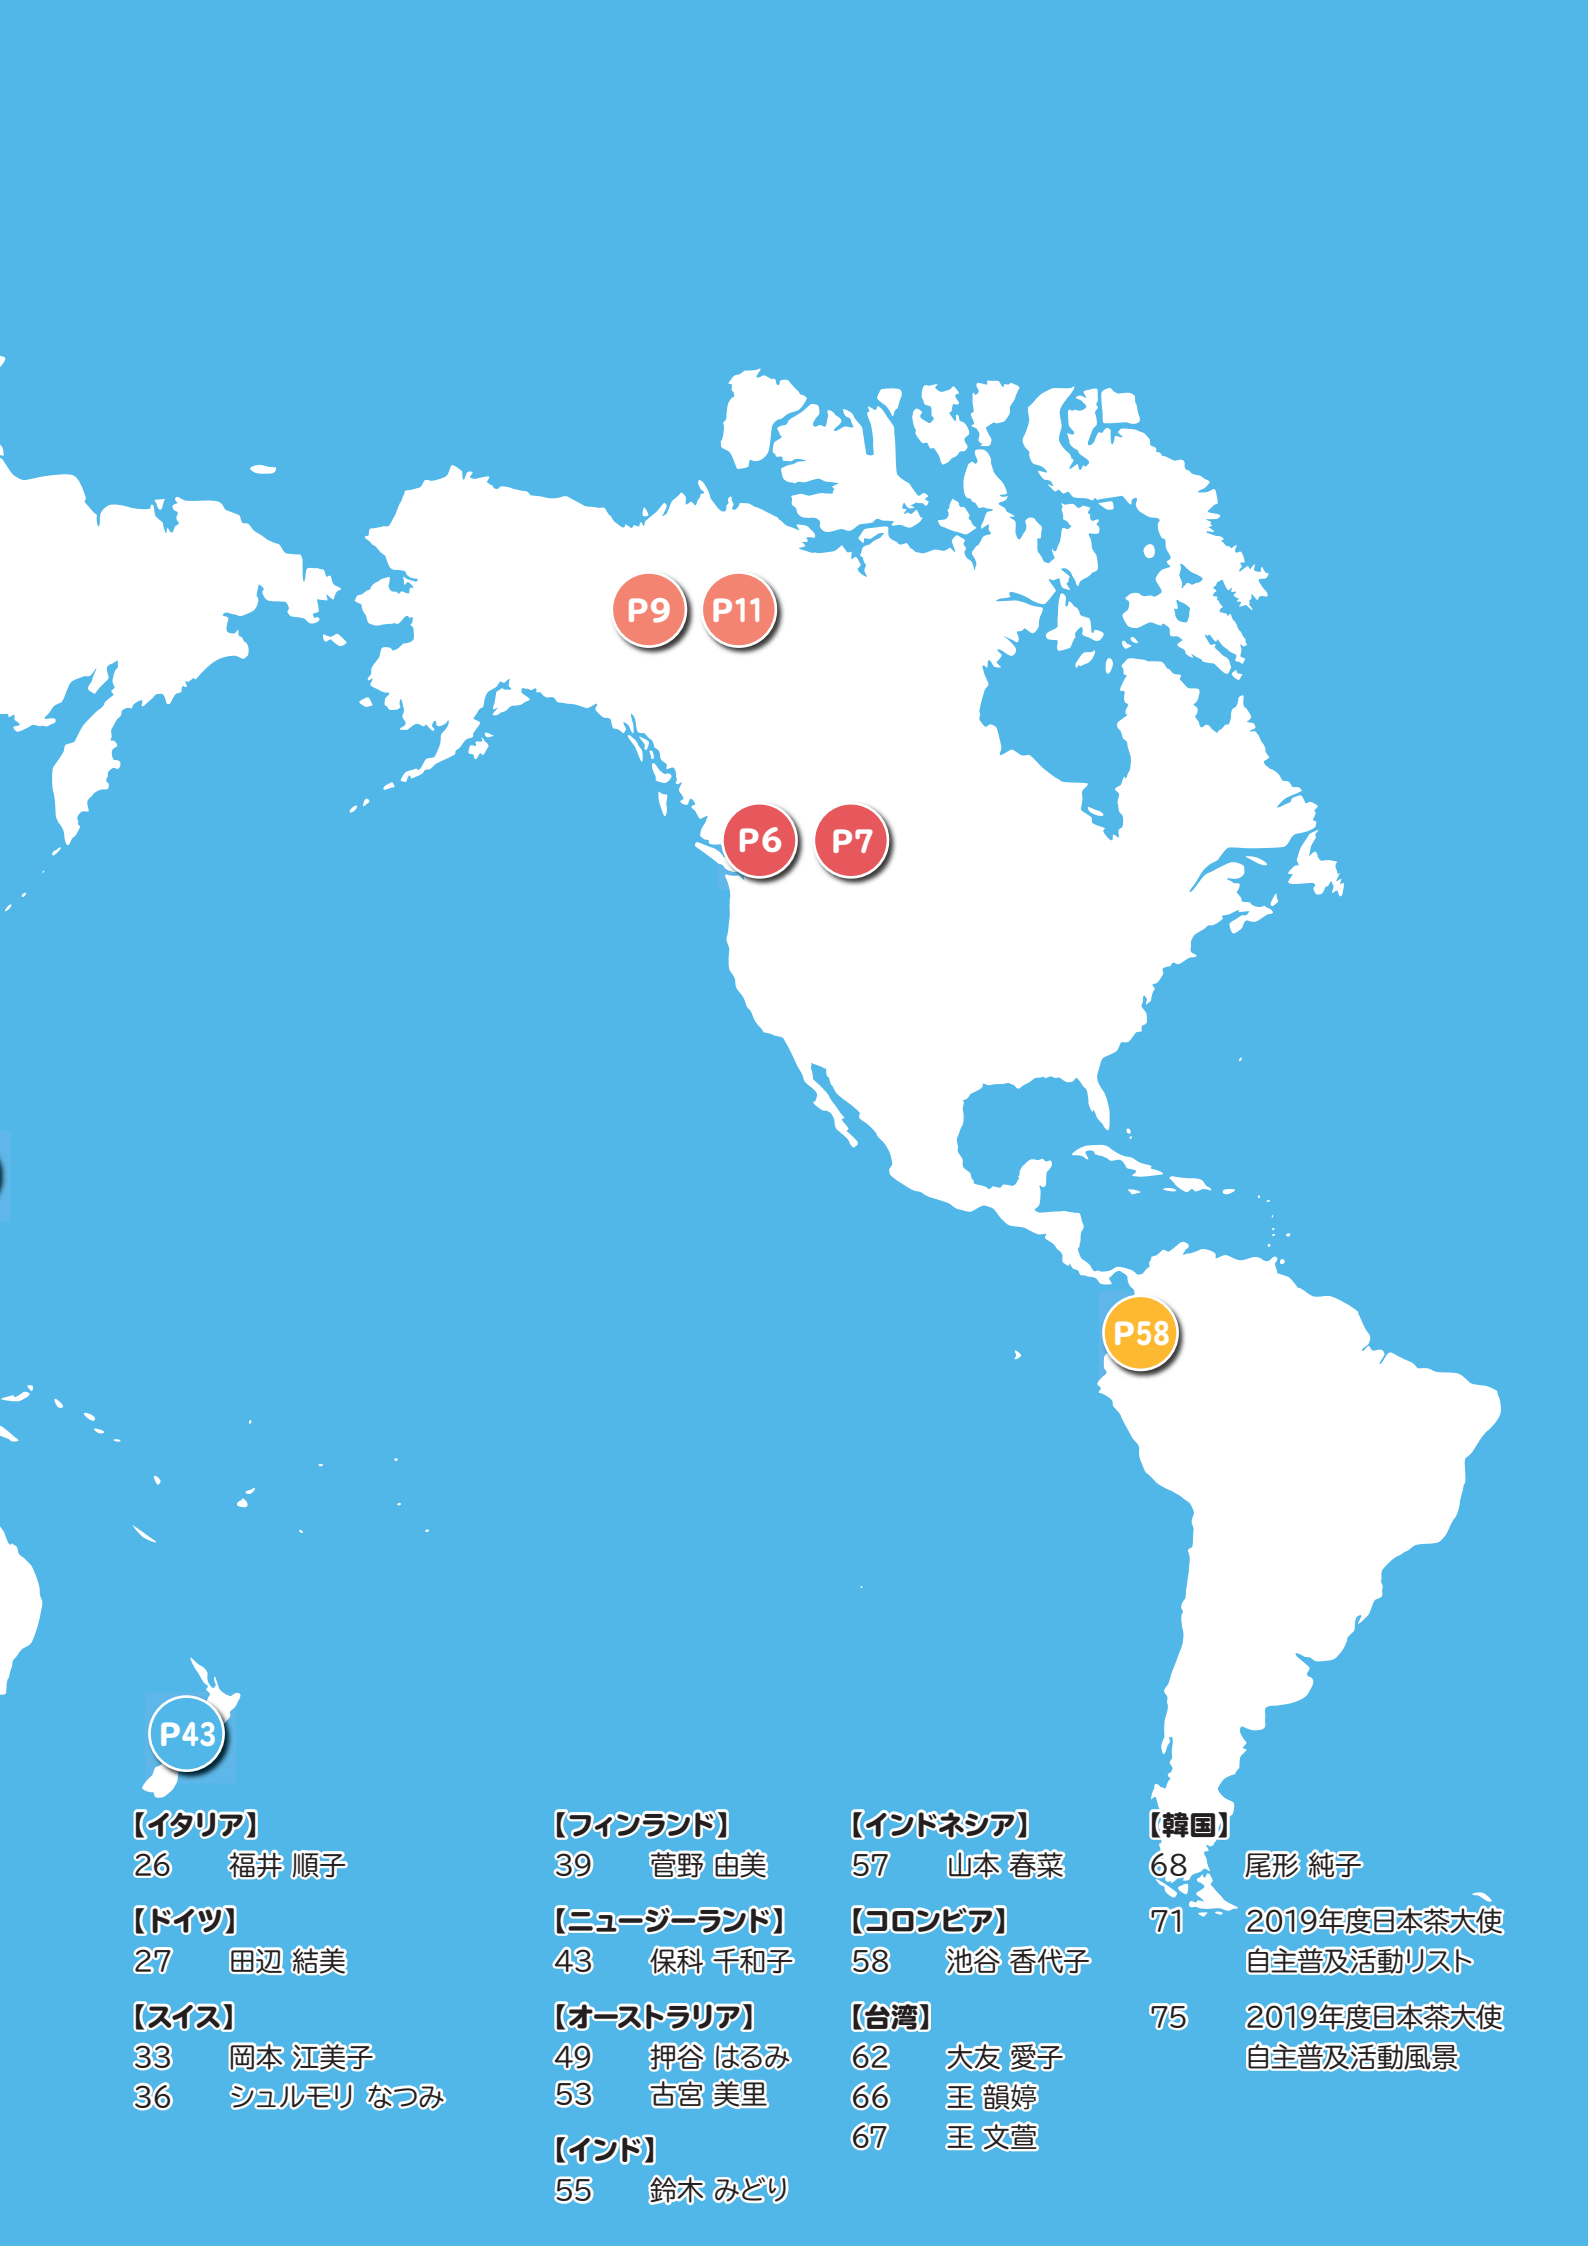 P9
P11
P6
P7
P58
P43
【イタリア】
26 福井 順子
【ドイツ】
27 田辺 結美
【スイス】
33 岡本 江美子
36 シュルモリ なつみ
【フィンランド】
39 菅野 由美
【ニュージーランド】
43 保科 千和子
【オーストラリア】
49 押谷 はるみ
53 古宮 美里
【インド】
55 鈴木 みどり
【インドネシア】
57 山本 春菜
【コロンビア】
58 池谷 香代子
【台湾】
62 大友 愛子
66 王 韻婷
67 王 文萱
【韓国】
68 尾形 純子
71 2019年度日本茶大使
自主普及活動リスト
75 2019年度日本茶大使
自主普及活動風景